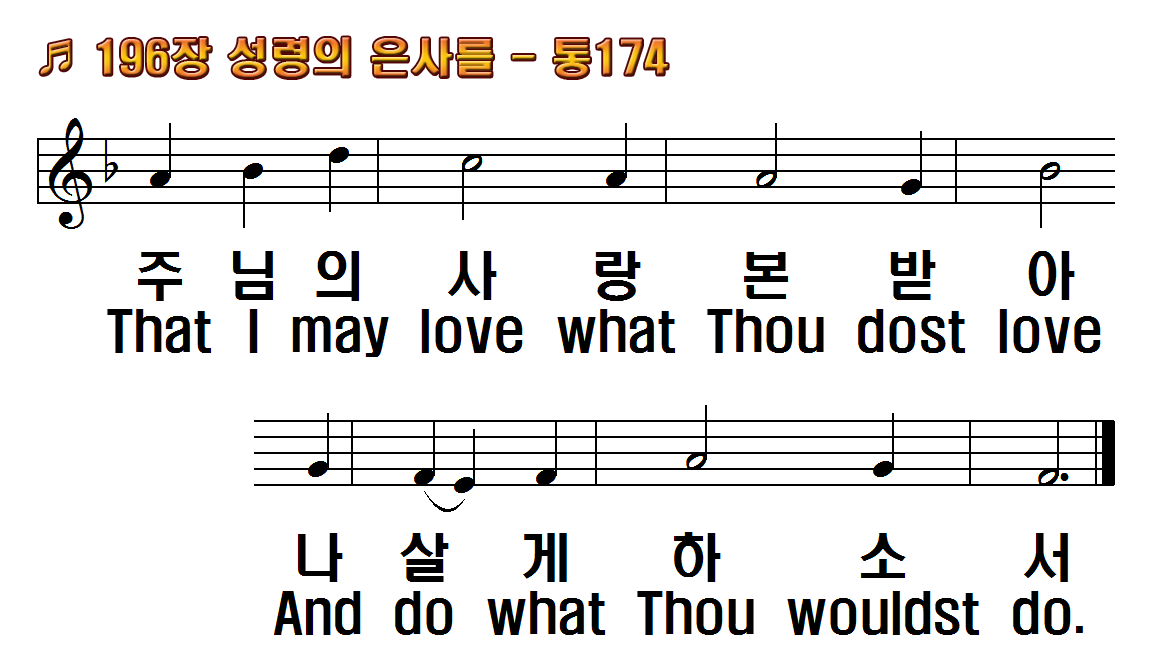 ♬ 196장 성령의 은사를 - 통174
주 님 의 사 랑 본 받 아
That I may love what Thou dost love
나 살 게 하 소 서
And do what Thou wouldst do.